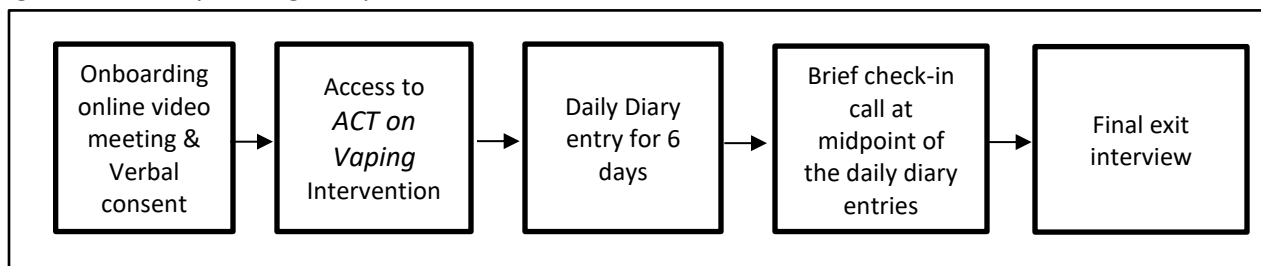 Onboarding
online video
meeting &
Verbal
consent
Access to
ACT on
Vaping
Intervention
Daily Diary
entry for 6
days
Brief check-in
call at
midpoint of
the daily diary
entries
Final exit
interview